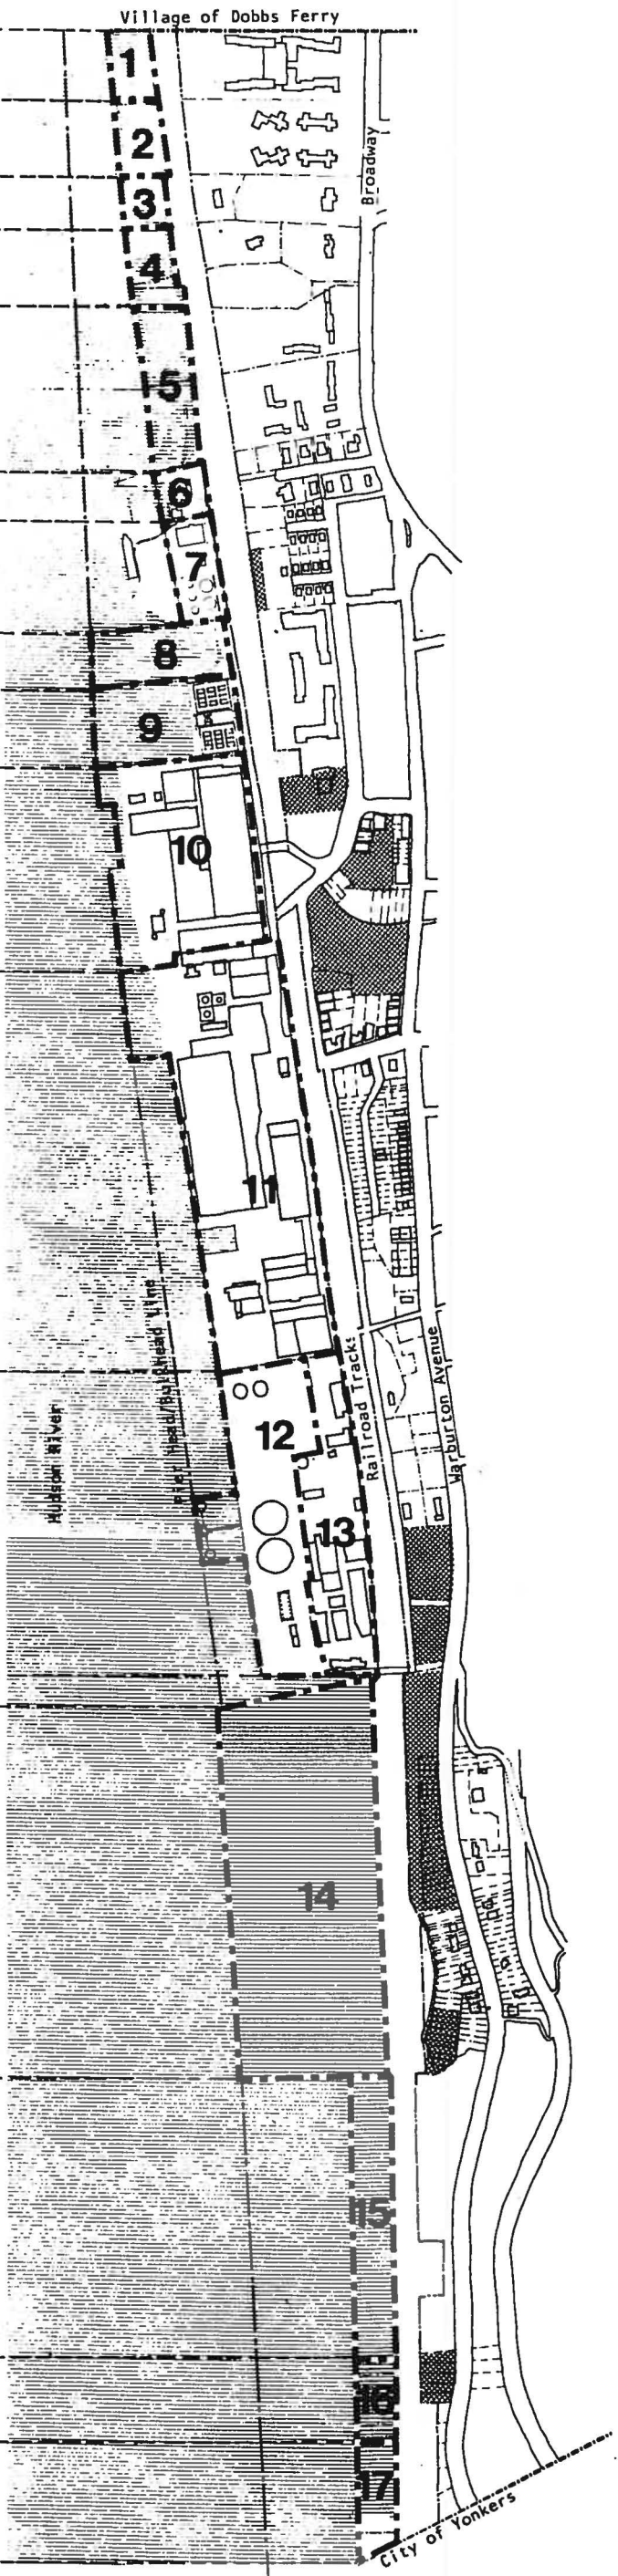 Village of Dobbs Ferry
1
2
Broadway
3
4
5
6
7
8
9
10
11
Pier Head/Bulkhead Line
Hudson River
Railroad Tracks
Warburton Avenue
12
13
14
15
16
17
City of Yonkers